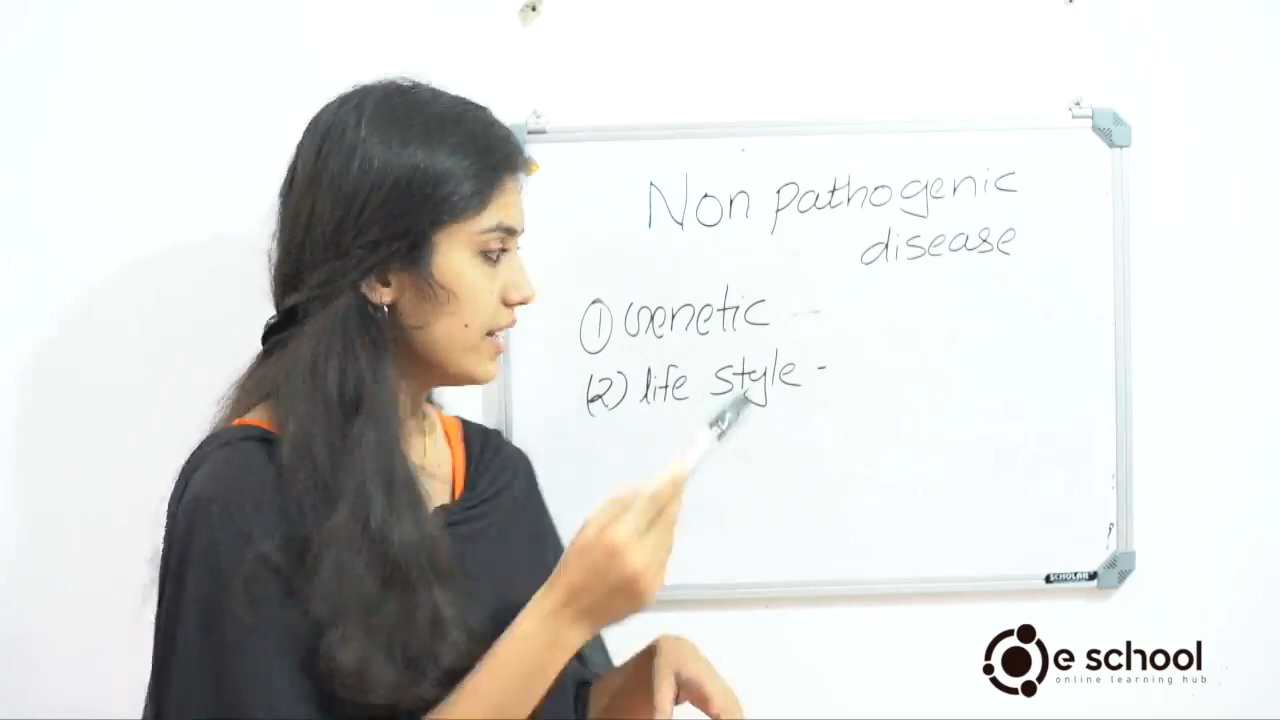 Non pathogenic
disease
① Genetic
(2) life style -
SCHOLAR
e school
online learning hub